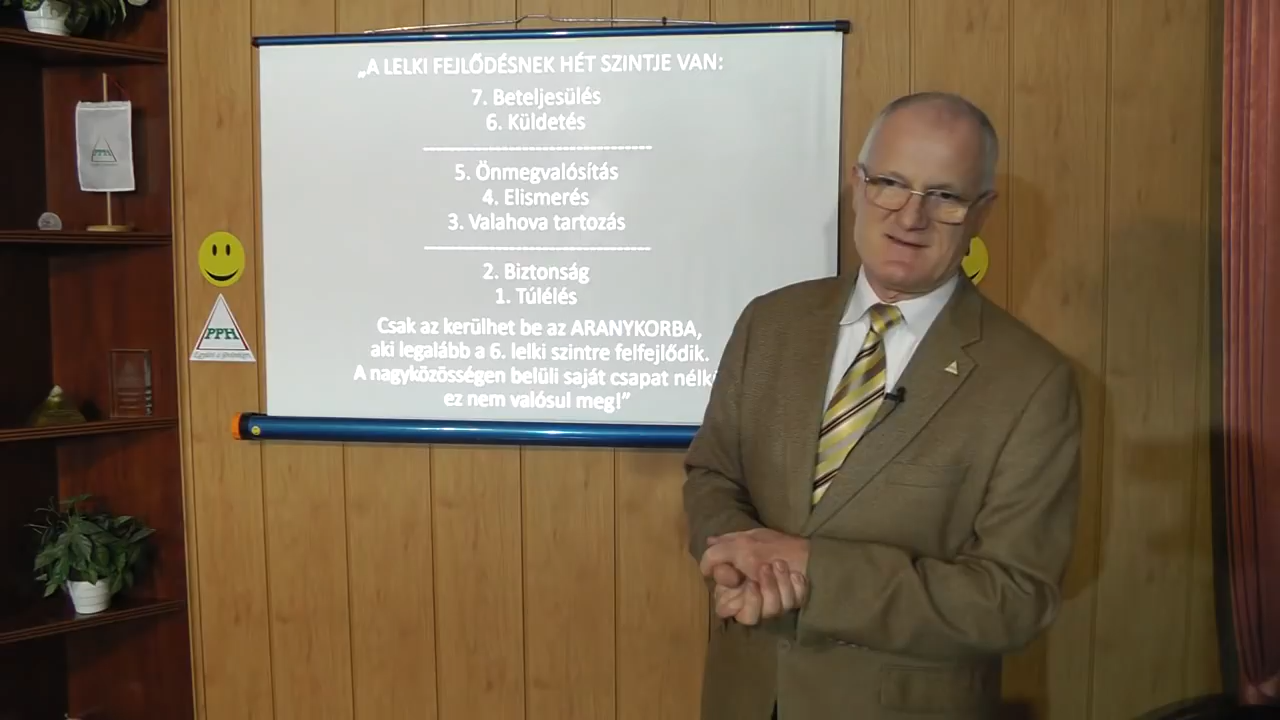 „A LELKI FEJLŐDÉSNEK HÉT SZINTJE VAN:
7. Beteljesülés
6. Küldetés
5. Önmegvalósítás
4. Elismerés
3. Valahova tartozás
2. Biztonság
1. Túlélés
Csak az kerülhet be az ARANYKORBA,
aki legalább a 6. lelki szintre felfejlődik.
A nagyközösségen belüli saját csapat
ez nem valósul meg!”
PPH
PPH